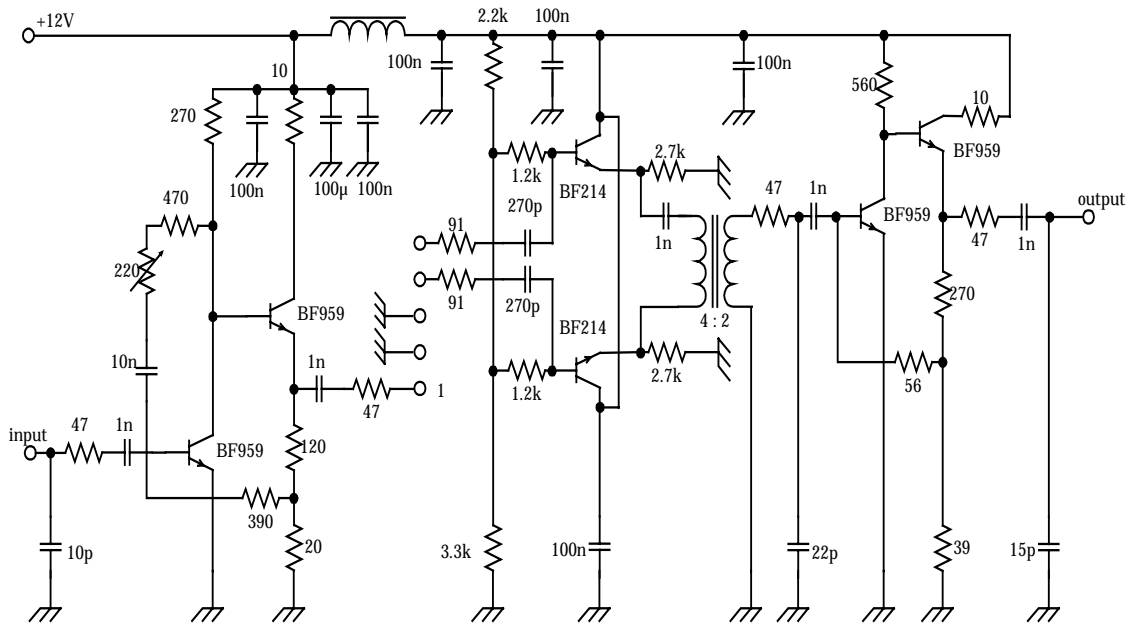 +12V
2.2k
100n
100n
100n
10
270
560
10
BF959
100n
100µ
100n
1.2k
BF214
2.7k
470
270p
91
220
47
1n
BF959
output
1n
47
1n
91
270p
BF959
BF214
4 : 2
270
10n
1n
1
47
1.2k
2.7k
56
input
47
1n
BF959
120
390
20
10p
3.3k
100n
22p
39
15p